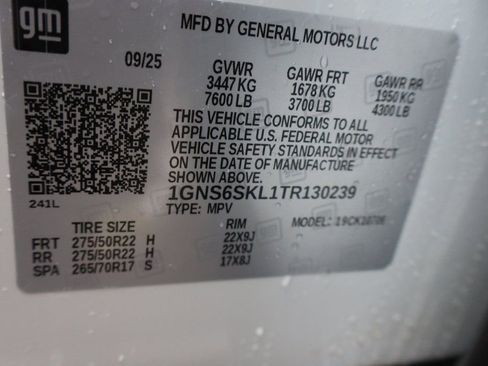 gm
MFD BY GENERAL MOTORS LLC
09/25
GVWR GAWR FRT GAWR RR
3447 KG 1678 KG 1950 KG
7600 LB 3700 LB 4300 LB
THIS VEHICLE CONFORMS TO ALL
APPLICABLE U.S. FEDERAL MOTOR
VEHICLE SAFETY STANDARDS IN EFFECT
ON THE DATE OF MANUFACTURE
SHOWN ABOVE.
1GNS6SKL1TR130239
TYPE: MPV
241L
MODEL: 19CK10706
TIRE SIZE RIM
FRT 275/50R22 H 22X9J
RR 275/50R22 H 22X9J
SPA 265/70R17 S 17X8J